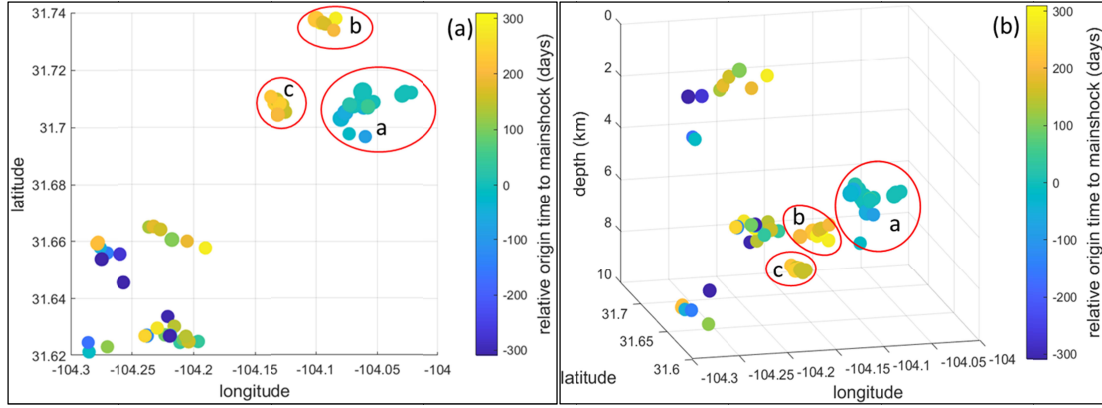 (a)
31.74
31.72
31.7
31.68
31.66
31.64
31.62
latitude
-104.3
-104.25
-104.2
-104.15
-104.1
-104.05
-104
longitude
b
c
a
300
200
100
0
-100
-200
-300
relative origin time to mainshock (days)
(b)
0
2
4
6
8
10
depth (km)
31.7
31.65
31.6
latitude
-104.3
-104.25
-104.2
-104.15
-104.1
-104.05
-104
longitude
b
a
c
300
200
100
0
-100
-200
-300
relative origin time to mainshock (days)